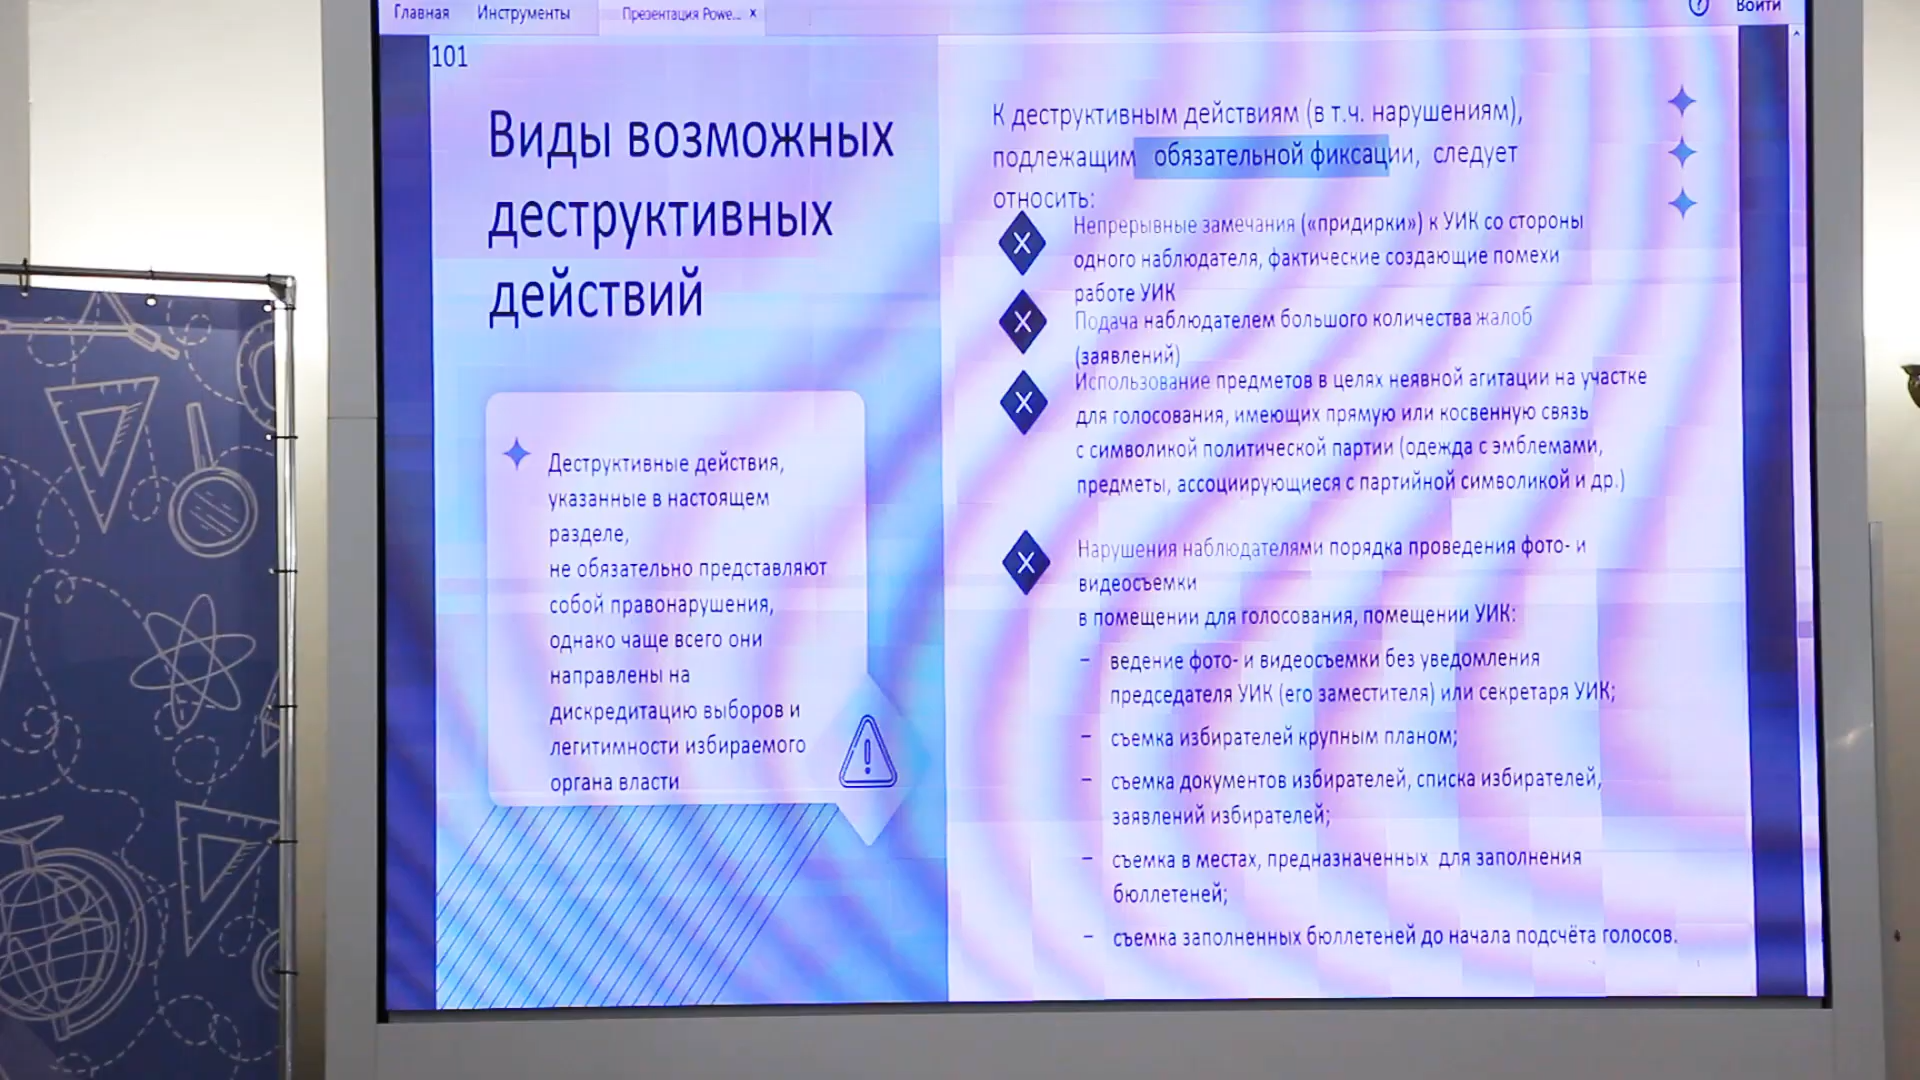 Главная Инструменты Презентация Powe... x Войти
101
Виды возможных
деструктивных
действий
Деструктивные действия,
указанные в настоящем
разделе,
не обязательно представляют
собой правонарушения,
однако чаще всего они
направлены на
дискредитацию выборов и
легитимности избираемого
органа власти
К деструктивным действиям (в т.ч. нарушениям),
подлежащим обязательной фиксации, следует
относить:
Непрерывные замечания («придирки») к УИК со стороны
одного наблюдателя, фактические создающие помехи
работе УИК
Подача наблюдателем большого количества жалоб
(заявлений)
Использование предметов в целях неявной агитации на участке
для голосования, имеющих прямую или косвенную связь
с символикой политической партии (одежда с эмблемами,
предметы, ассоциирующиеся с партийной символикой и др.)
Нарушения наблюдателями порядка проведения фото- и
видеосъемки
в помещении для голосования, помещении УИК:
– ведение фото- и видеосъемки без уведомления
председателя УИК (его заместителя) или секретаря УИК;
– съемка избирателей крупным планом;
– съемка документов избирателей, списка избирателей,
заявлений избирателей;
– съемка в местах, предназначенных для заполнения
бюллетеней;
– съемка заполненных бюллетеней до начала подсчёта голосов.